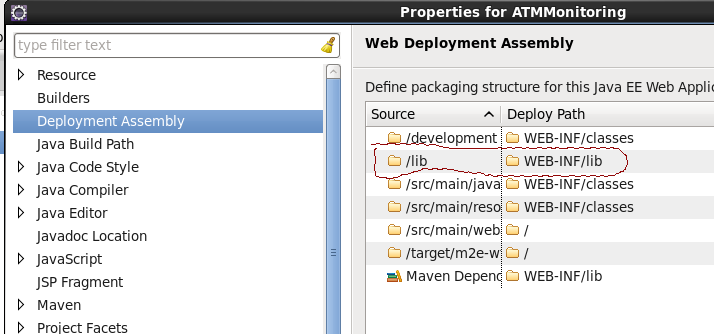 Properties for ATMMonitoring
type filter text
Resource
Builders
Deployment Assembly
Java Build Path
Java Code Style
Java Compiler
Java Editor
Javadoc Location
JavaScript
JSP Fragment
Maven
Project Facets
Web Deployment Assembly
Define packaging structure for this Java EE Web Applic
Source Deploy Path
/development WEB-INF/classes
/lib WEB-INF/lib
/src/main/java WEB-INF/classes
/src/main/reso WEB-INF/classes
/src/main/web /
/target/m2e-w /
Maven Depenc WEB-INF/lib